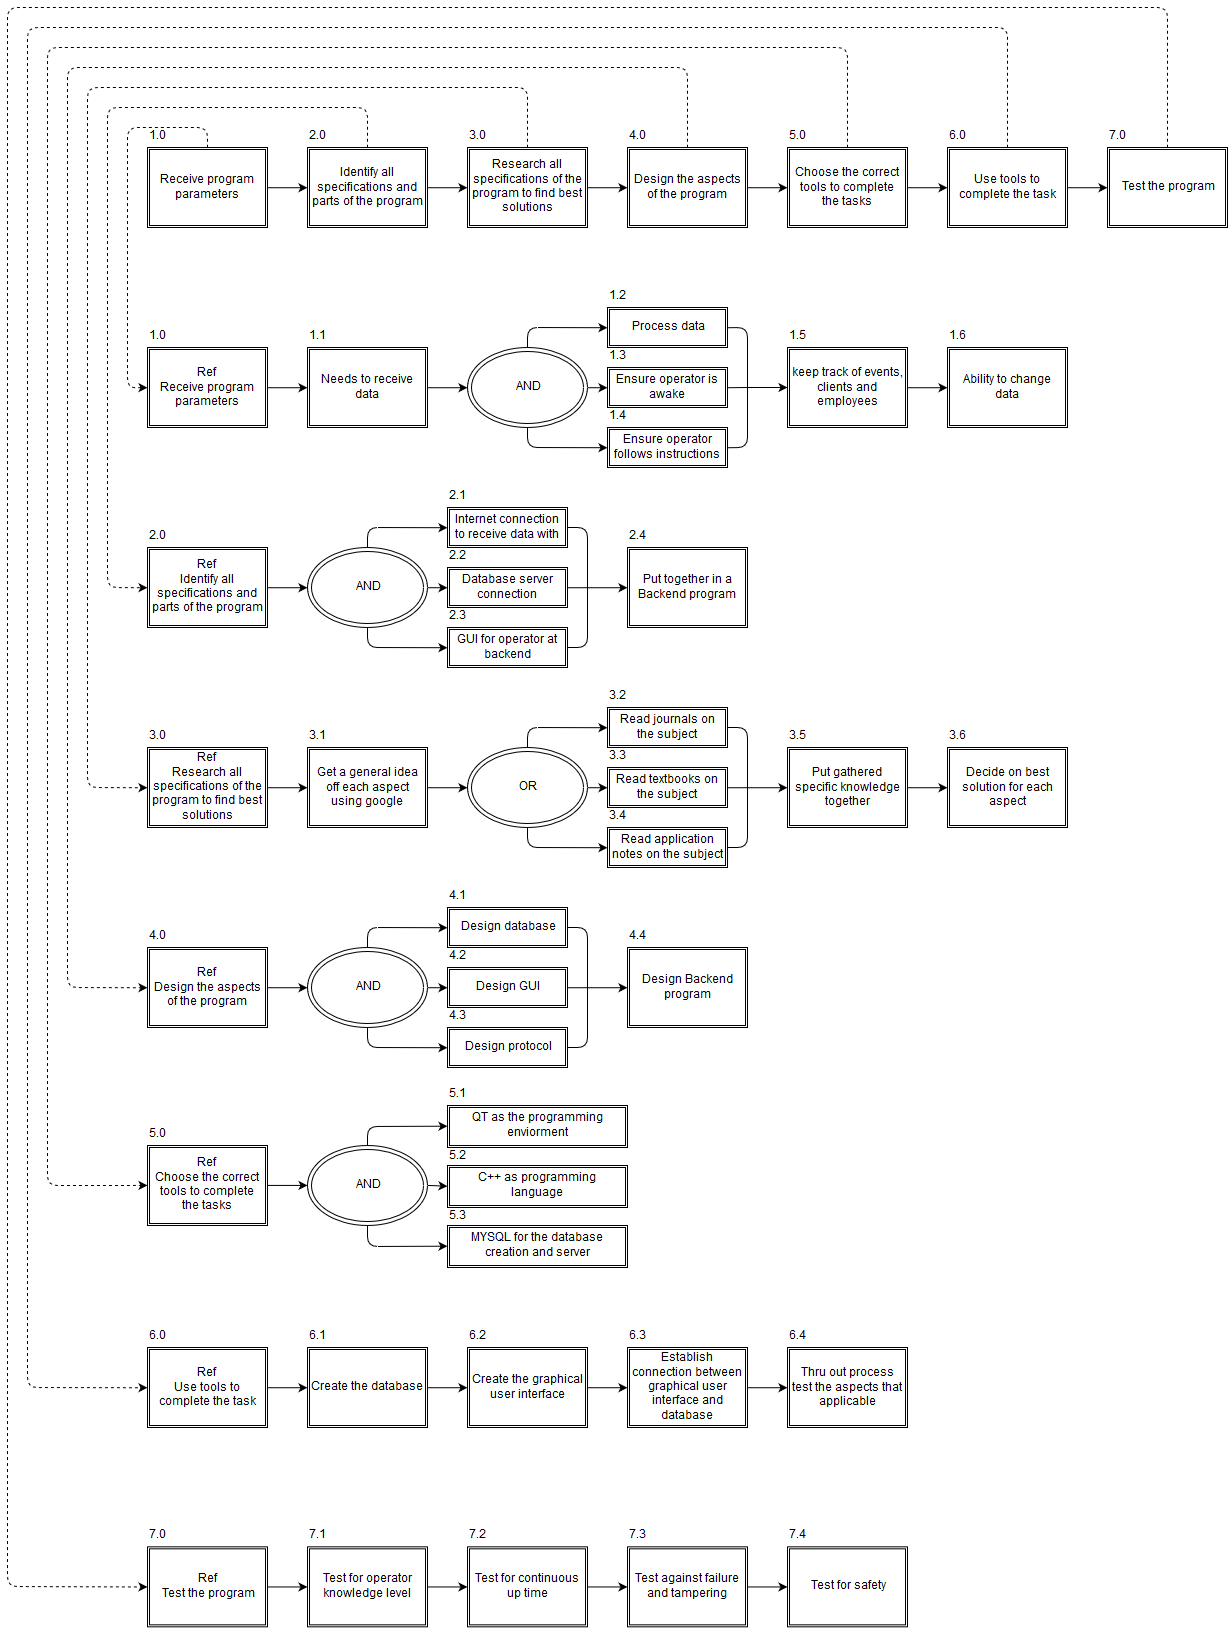 1.0
2.0
3.0
4.0
5.0
6.0
7.0
Receive program
parameters
Identify all
specifications and
parts of the program
Research all
specifications of the
program to find best
solutions
Design the aspects
of the program
Choose the correct
tools to complete
the tasks
Use tools to
complete the task
Test the program
1.0
Ref
Receive program
parameters
1.1
Needs to receive
data
AND
1.2
Process data
1.3
Ensure operator is
awake
1.4
Ensure operator
follows instructions
1.5
keep track of events,
clients and
employees
1.6
Ability to change
data
2.0
Ref
Identify all
specifications and
parts of the program
AND
2.1
Internet connection
to receive data with
2.2
Database server
connection
2.3
GUI for operator at
backend
2.4
Put together in a
Backend program
3.0
Ref
Research all
specifications of the
program to find best
solutions
3.1
Get a general idea
off each aspect
using google
OR
3.2
Read journals on
the subject
3.3
Read textbooks on
the subject
3.4
Read application
notes on the subject
3.5
Put gathered
specific knowledge
together
3.6
Decide on best
solution for each
aspect
4.0
Ref
Design the aspects
of the program
AND
4.1
Design database
4.2
Design GUI
4.3
Design protocol
4.4
Design Backend
program
5.0
Ref
Choose the correct
tools to complete
the tasks
AND
5.1
QT as the programming
enviorment
5.2
C++ as programming
language
5.3
MYSQL for the database
creation and server
6.0
Ref
Use tools to
complete the task
6.1
Create the database
6.2
Create the graphical
user interface
6.3
Establish
connection between
graphical user
interface and
database
6.4
Thru out process
test the aspects that
applicable
7.0
Ref
Test the program
7.1
Test for operator
knowledge level
7.2
Test for continuous
up time
7.3
Test against failure
and tampering
7.4
Test for safety